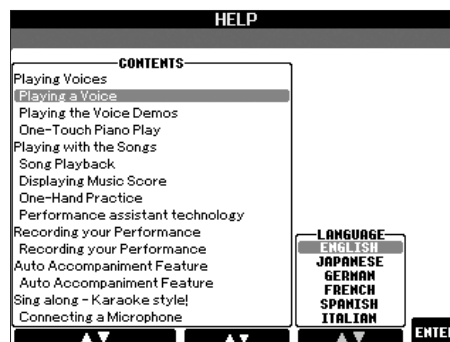 HELP
CONTENTS
Playing Voices
Playing a Voice
Playing the Voice Demos
One-Touch Piano Play
Playing with the Songs
Song Playback
Displaying Music Score
One-Hand Practice
Performance assistant technology
Recording your Performance
Recording your Performance
Auto Accompaniment Feature
Auto Accompaniment Feature
Sing along - Karaoke style!
Connecting a Microphone
LANGUAGE
ENGLISH
JAPANESE
GERMAN
FRENCH
SPANISH
ITALIAN